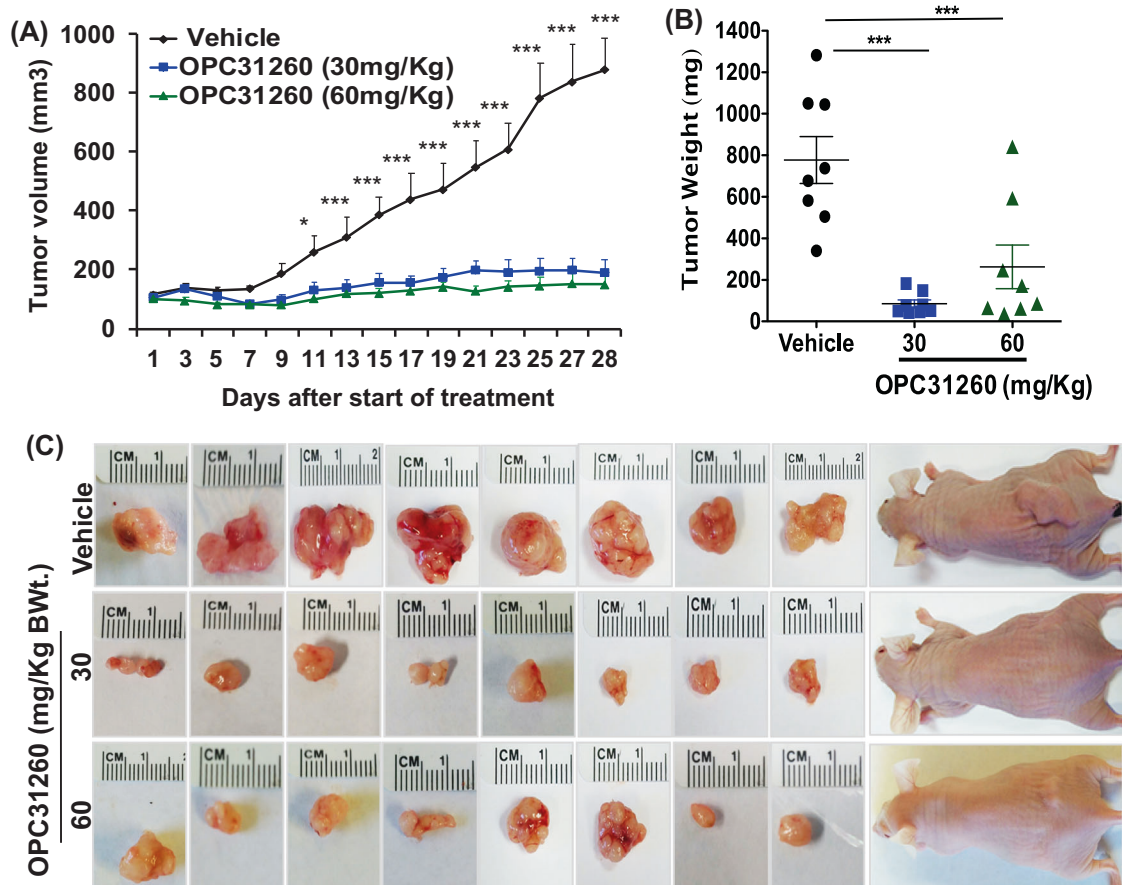 (A)
Vehicle
OPC31260 (30mg/Kg)
OPC31260 (60mg/Kg)
Tumor volume (mm3)
1000
800
600
400
200
0
* *** *** *** *** *** *** *** *** ***
1 3 5 7 9 11 13 15 17 19 21 23 25 27 28
Days after start of treatment
(B)
***
***
Tumor Weight (mg)
1400
1200
1000
800
600
400
200
0
Vehicle 30 60
OPC31260 (mg/Kg)
(C)
Vehicle
CM 1
CM 1
CM 1 2
CM 1
CM 1
CM 1
CM 1
CM 1 2
OPC31260 (mg/Kg BWt.)
30
CM 1
CM 1
CM 1
CM 1
CM 1
CM 1
CM 1
CM 1
60
CM 1
CM 1
CM 1
CM 1
CM 1
CM 1
CM 1
CM 1